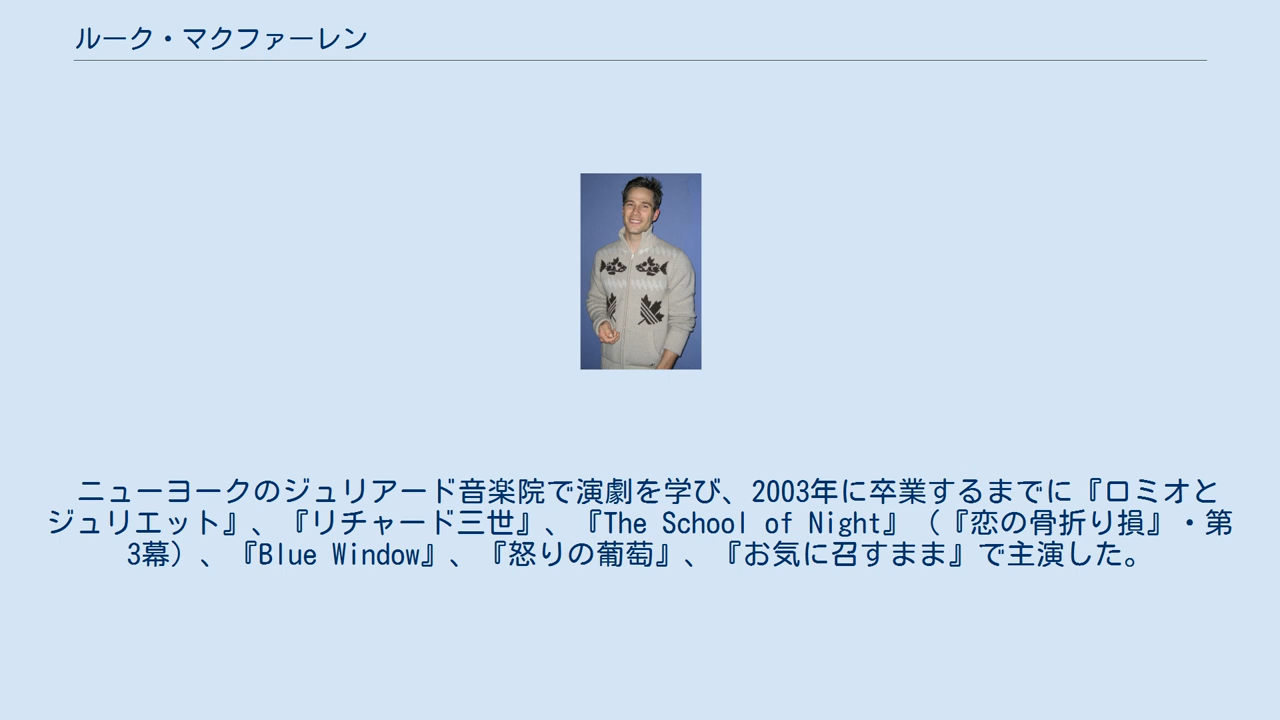 ルーク・マクファーレン
ニューヨークのジュリアード音楽院で演劇を学び、2003年に卒業するまでに『ロミオと
ジュリエット』、『リチャード三世』、『The School of Night』（『恋の骨折り損』・第
3幕）、『Blue Window』、『怒りの葡萄』、『お気に召すまま』で主演した。